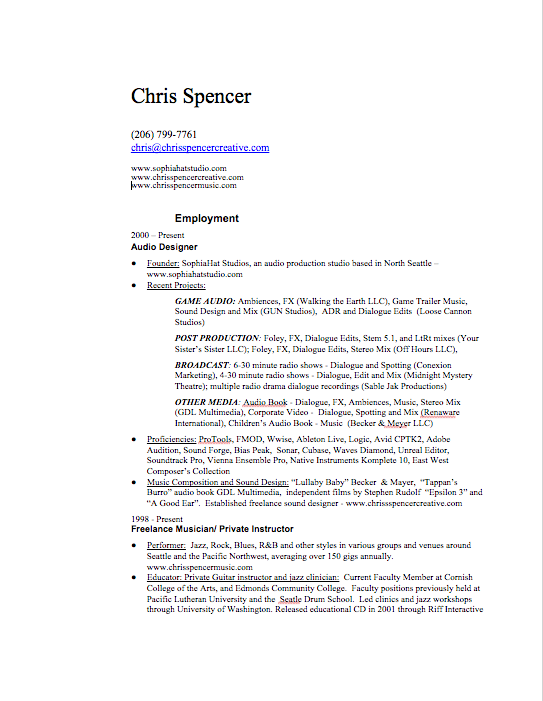 Chris Spencer
(206) 799-7761
chris@chrisspencercreative.com
www.sophiahatstudio.com
www.chrisspencercreative.com
www.chrisspencermusic.com
Employment
2000 – Present
Audio Designer
● Founder: SophiaHat Studios, an audio production studio based in North Seattle –
www.sophiahatstudio.com
● Recent Projects:
GAME AUDIO: Ambiences, FX (Walking the Earth LLC), Game Trailer Music,
Sound Design and Mix (GUN Studios), ADR and Dialogue Edits (Loose Cannon
Studios)
POST PRODUCTION: Foley, FX, Dialogue Edits, Stem 5.1, and LtRt mixes (Your
Sister's Sister LLC); Foley, FX, Dialogue Edits, Stereo Mix (Off Hours LLC),
BROADCAST: 6-30 minute radio shows - Dialogue and Spotting (Conexion
Marketing), 4-30 minute radio shows - Dialogue, Edit and Mix (Midnight Mystery
Theatre); multiple radio drama dialogue recordings (Sable Jak Productions)
OTHER MEDIA: Audio Book - Dialogue, FX, Ambiences, Music, Stereo Mix
(GDL Multimedia), Corporate Video - Dialogue, Spotting and Mix (Renaware
International), Children's Audio Book - Music (Becker & Meyer LLC)
● Proficiencies: ProTools, FMOD, Wwise, Ableton Live, Logic, Avid CPTK2, Adobe
Audition, Sound Forge, Bias Peak, Sonar, Cubase, Waves Diamond, Unreal Editor,
Soundtrack Pro, Vienna Ensemble Pro, Native Instruments Komplete 10, East West
Composer's Collection
● Music Composition and Sound Design: "Lullaby Baby" Becker & Mayer, "Tappan's
Burro" audio book GDL Multimedia, independent films by Stephen Rudolf "Epsilon 3" and
"A Good Ear". Established freelance sound designer - www.chrisspencercreative.com
1998 - Present
Freelance Musician/ Private Instructor
● Performer: Jazz, Rock, Blues, R&B and other styles in various groups and venues around
Seattle and the Pacific Northwest, averaging over 150 gigs annually.
www.chrisspencermusic.com
● Educator: Private Guitar instructor and jazz clinician: Current Faculty Member at Cornish
College of the Arts, and Edmonds Community College. Faculty positions previously held at
Pacific Lutheran University and the Seatle Drum School. Led clinics and jazz workshops
through University of Washington. Released educational CD in 2001 through Riff Interactive